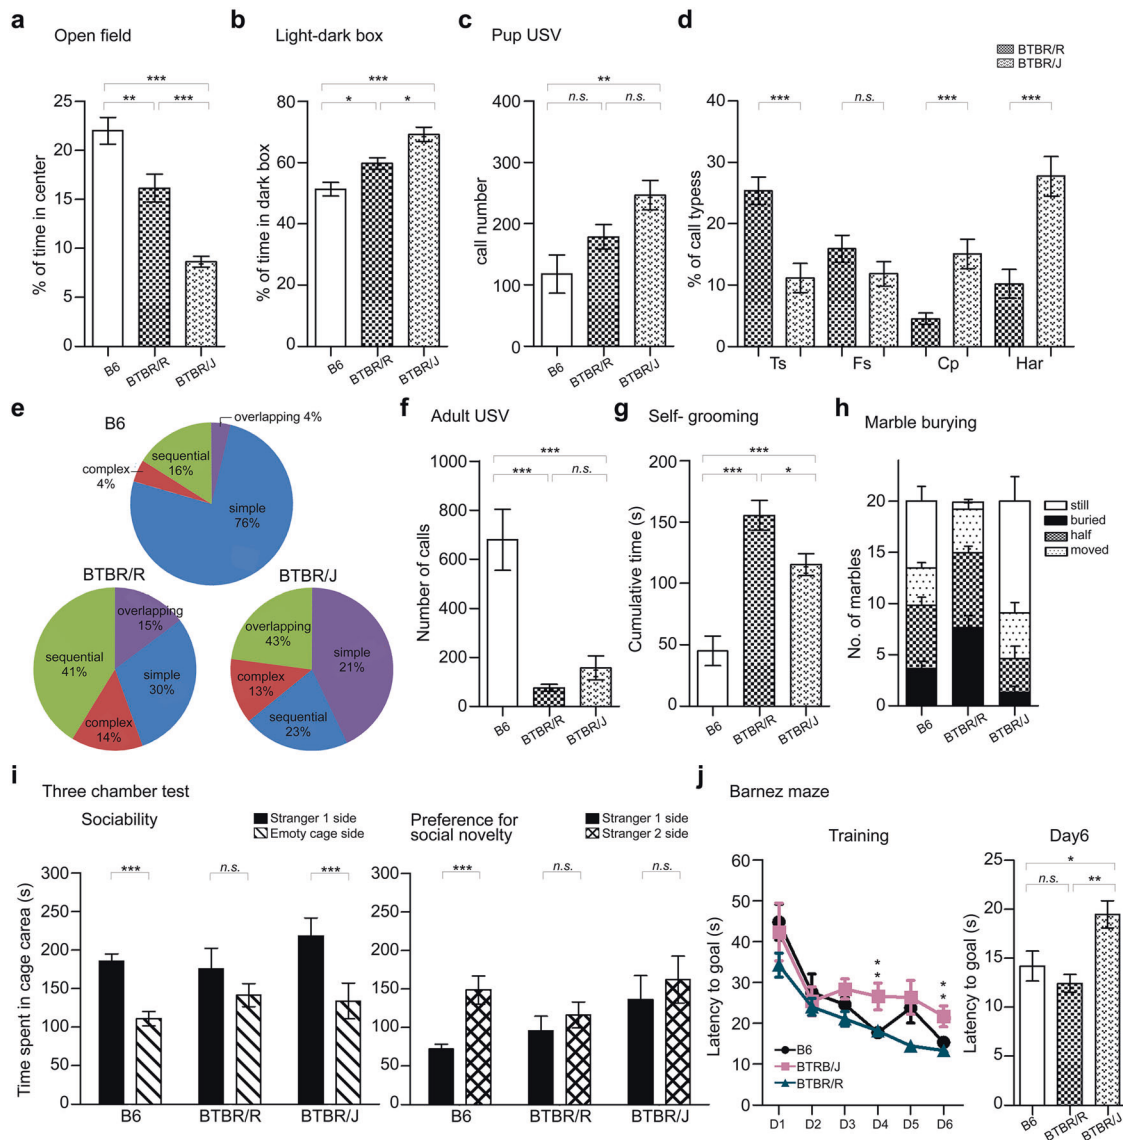 a Open field
*** 
** ***
25
20
15
10
5
0
% of time in center
B6 BTBR/R BTBR/J
b Light-dark box
***
* *
80
60
40
20
0
% of time in dark box
B6 BTBR/R BTBR/J
c Pup USV
**
n.s. n.s.
400
300
200
100
0
call number
B6 BTBR/R BTBR/J
d
BTBR/R
BTBR/J
*** n.s. *** ***
40
30
20
10
0
% of call typess
Ts Fs Cp Har
e
B6
overlapping 4%
sequential
16%
complex
4%
simple
76%
BTBR/R
overlapping
15%
sequential
41%
simple
30%
complex
14%
BTBR/J
overlapping
43%
simple
21%
complex
13%
sequential
23%
f Adult USV
***
*** n.s.
1000
800
600
400
200
0
Number of calls
B6 BTBR/R BTBR/J
g Self- grooming
***
*** *
200
150
100
50
0
Cumulative time (s)
B6 BTBR/R BTBR/J
h Marble burying
still
buried
half
moved
20
15
10
5
0
No. of marbles
B6 BTBR/R BTBR/J
i Three chamber test
Sociability
Stranger 1 side
Emoty cage side
*** n.s. ***
300
250
200
150
100
50
0
Time spent in cage carea (s)
B6 BTBR/R BTBR/J
Preference for
social novelty
Stranger 1 side
Stranger 2 side
*** n.s. n.s.
300
250
200
150
100
50
0
B6 BTBR/R BTBR/J
j Barnez maze
Training
60
50
40
30
20
10
0
Latency to goal (s)
* *
* *
B6
BTRB/J
BTBR/R
D1 D2 D3 D4 D5 D6
Day6
*
n.s. **
25
20
15
10
5
0
Latency to goal (s)
B6 BTBR/R BTBR/J